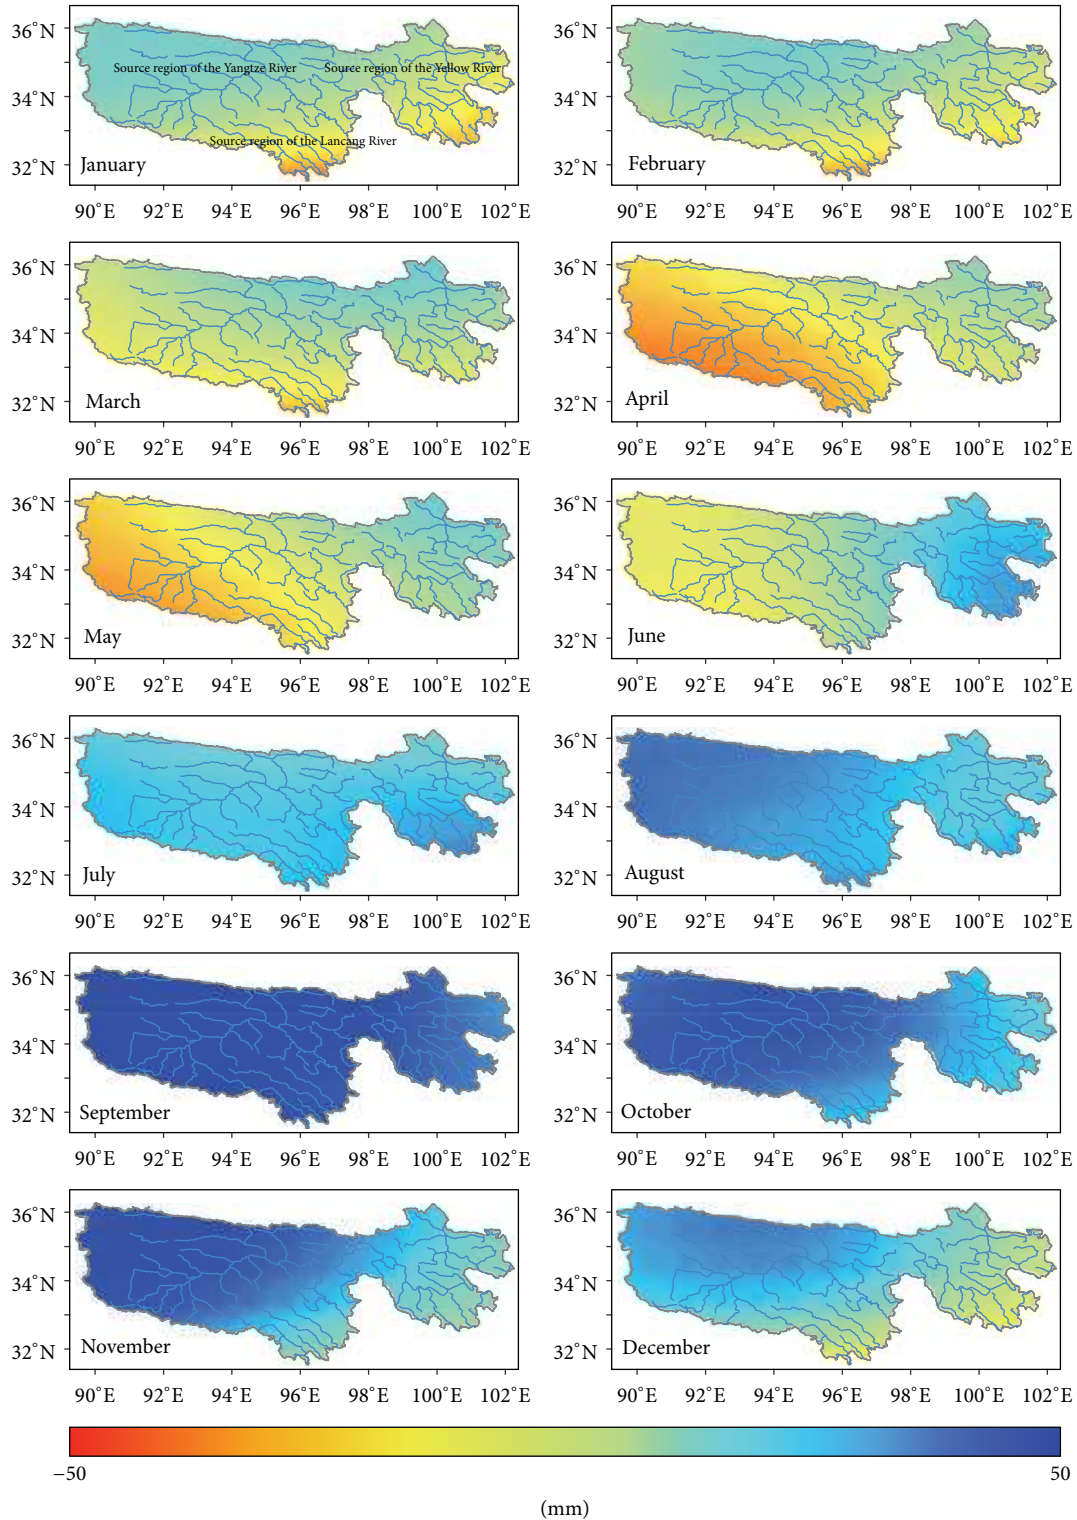 36°N
34°N
32°N
Source region of the Yangtze River
Source region of the Yellow River
Source region of the Lancang River
January
90°E 92°E 94°E 96°E 98°E 100°E 102°E
February
90°E 92°E 94°E 96°E 98°E 100°E 102°E
36°N
34°N
32°N
March
90°E 92°E 94°E 96°E 98°E 100°E 102°E
36°N
34°N
32°N
April
90°E 92°E 94°E 96°E 98°E 100°E 102°E
36°N
34°N
32°N
May
90°E 92°E 94°E 96°E 98°E 100°E 102°E
36°N
34°N
32°N
June
90°E 92°E 94°E 96°E 98°E 100°E 102°E
36°N
34°N
32°N
July
90°E 92°E 94°E 96°E 98°E 100°E 102°E
36°N
34°N
32°N
August
90°E 92°E 94°E 96°E 98°E 100°E 102°E
36°N
34°N
32°N
September
90°E 92°E 94°E 96°E 98°E 100°E 102°E
36°N
34°N
32°N
October
90°E 92°E 94°E 96°E 98°E 100°E 102°E
36°N
34°N
32°N
November
90°E 92°E 94°E 96°E 98°E 100°E 102°E
36°N
34°N
32°N
December
90°E 92°E 94°E 96°E 98°E 100°E 102°E
36°N
34°N
32°N
−50
50
(mm)